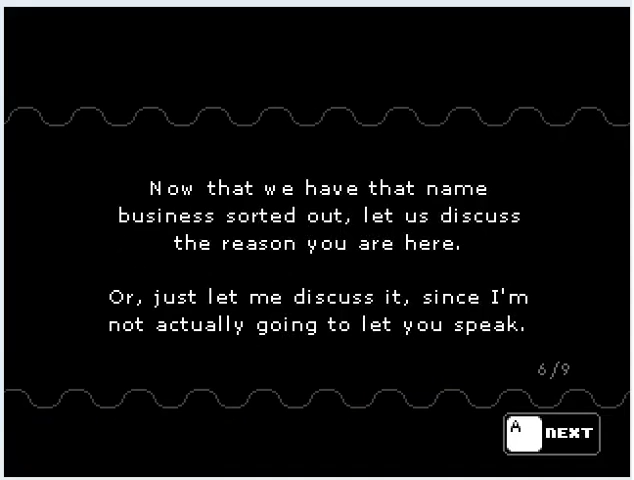 Now that we have that name
business sorted out, let us discuss
the reason you are here.
Or, just let me discuss it, since I'm
not actually going to let you speak.
6/9
A NEXT